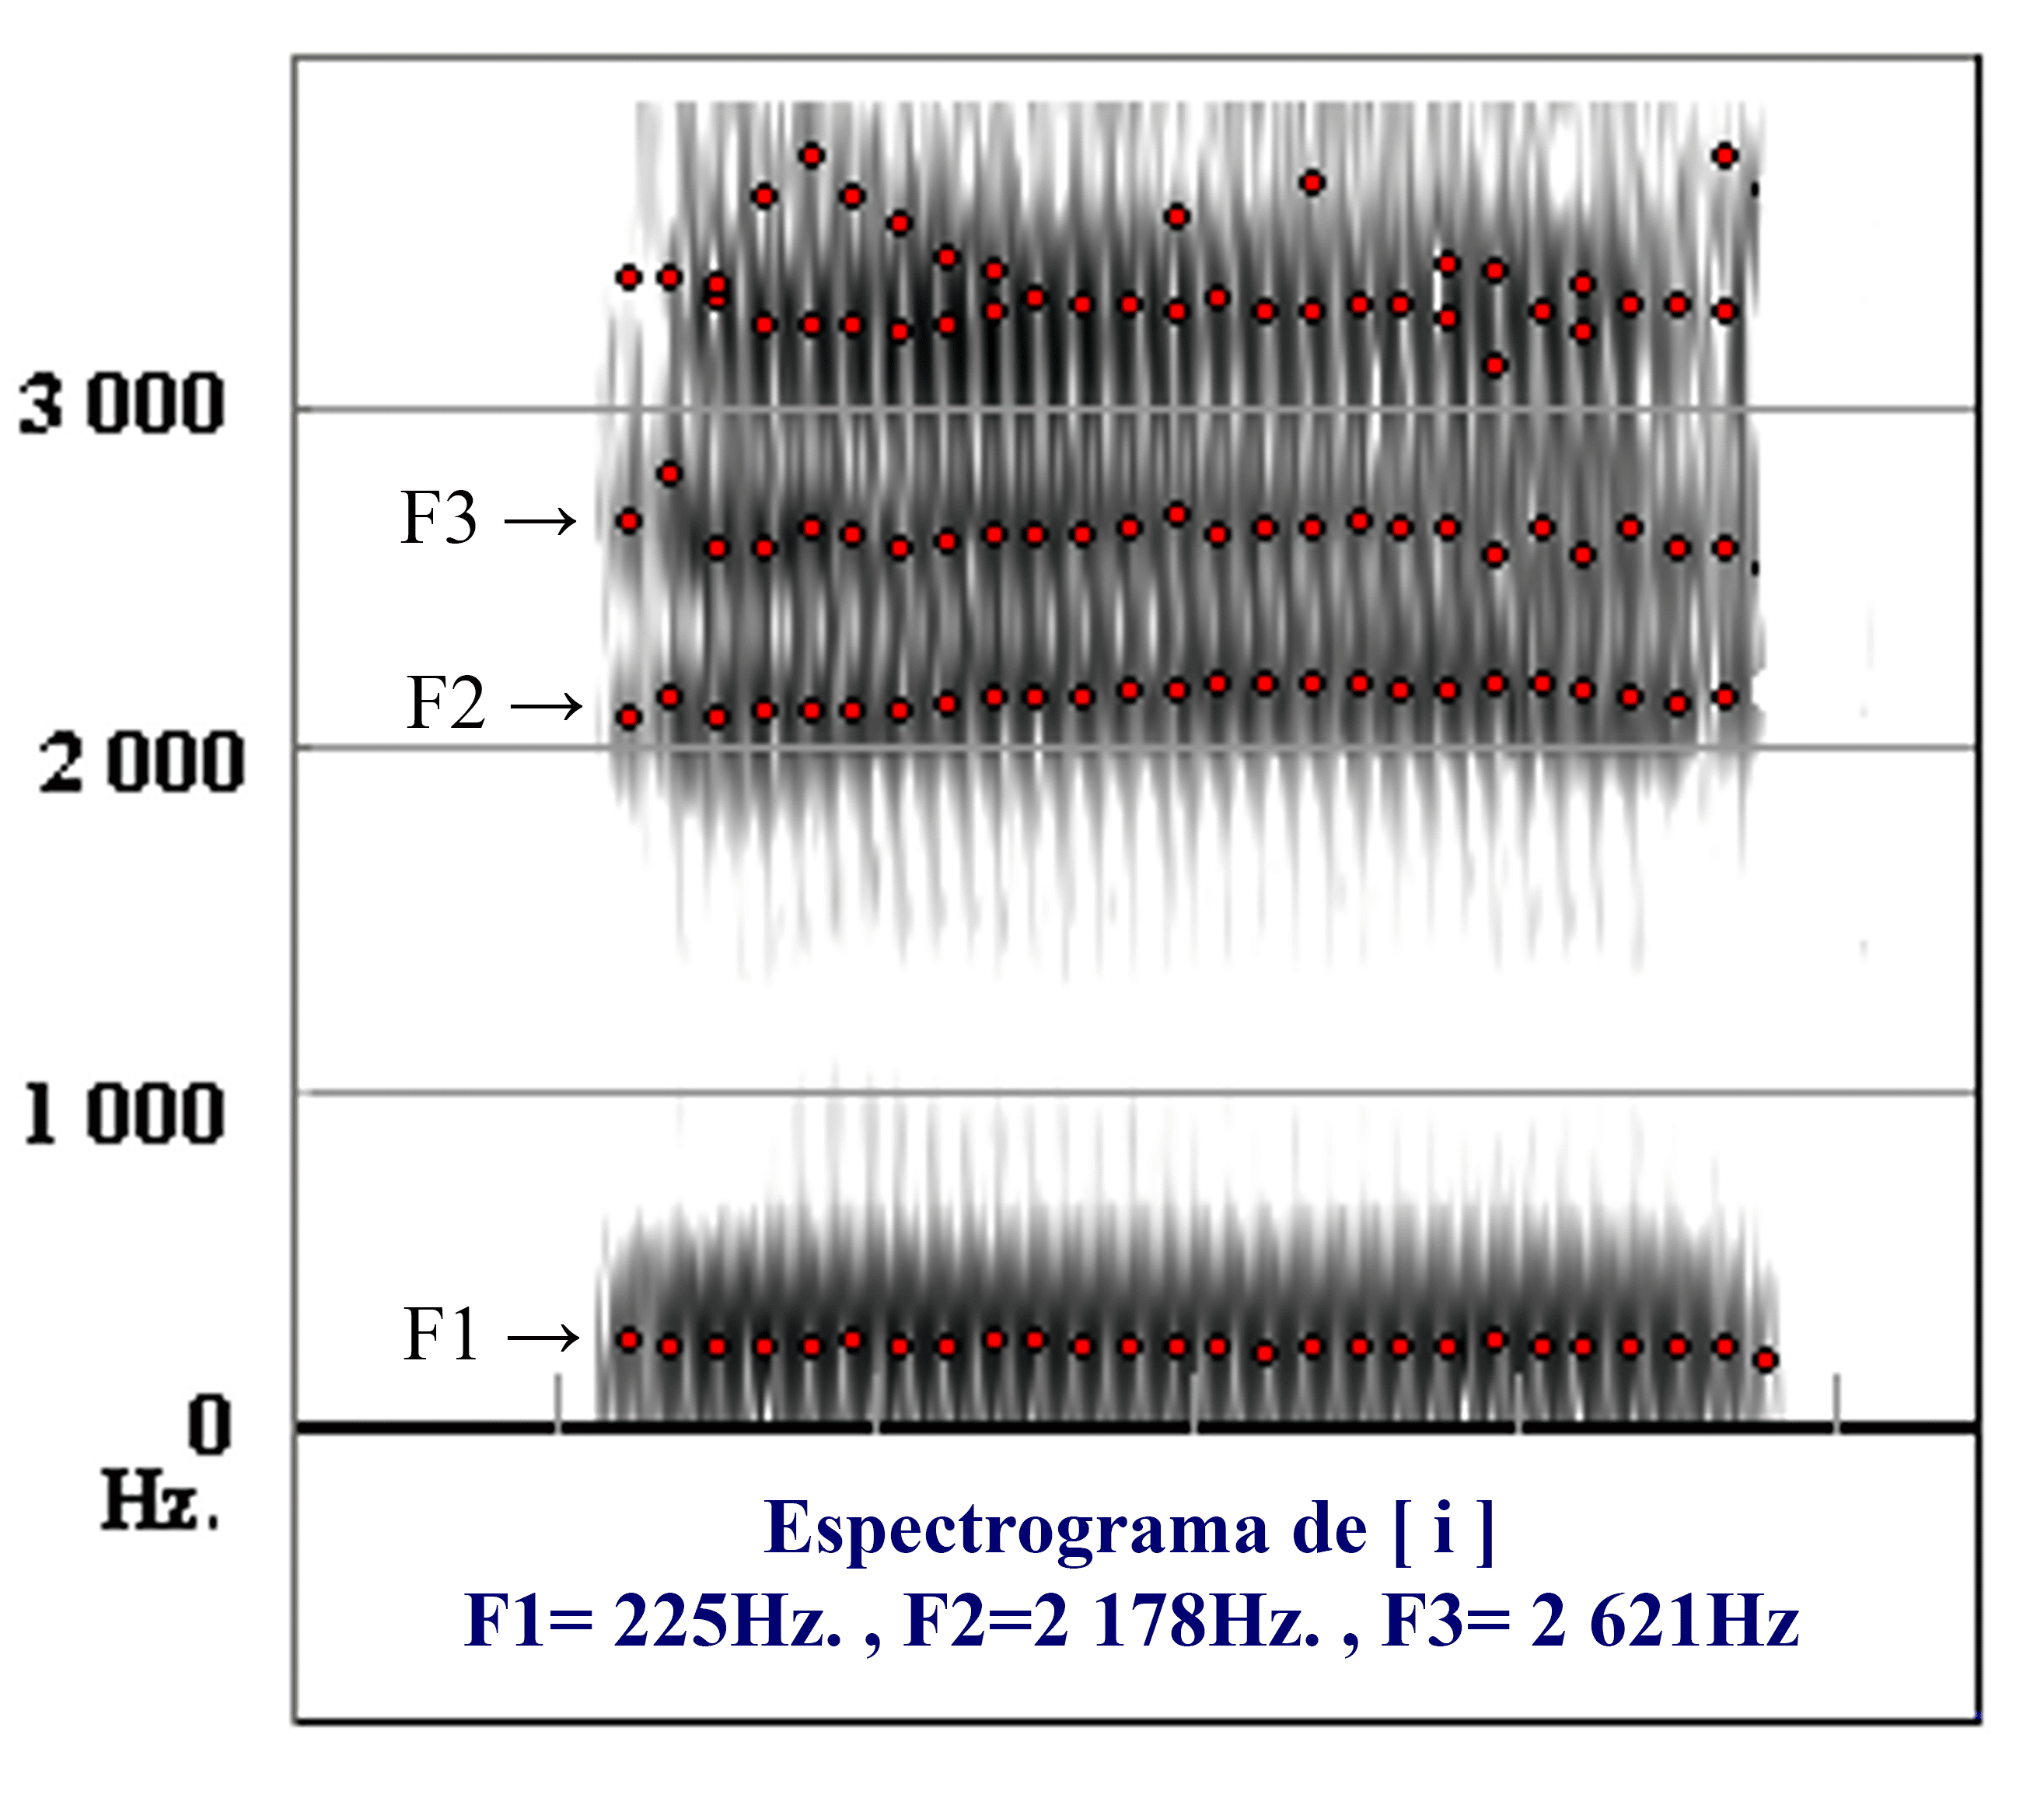 3 000
F3 →
F2 →
2 000
1 000
F1 →
0
Hz.
Espectrograma de [ i ]
F1= 225Hz. , F2=2 178Hz. , F3= 2 621Hz